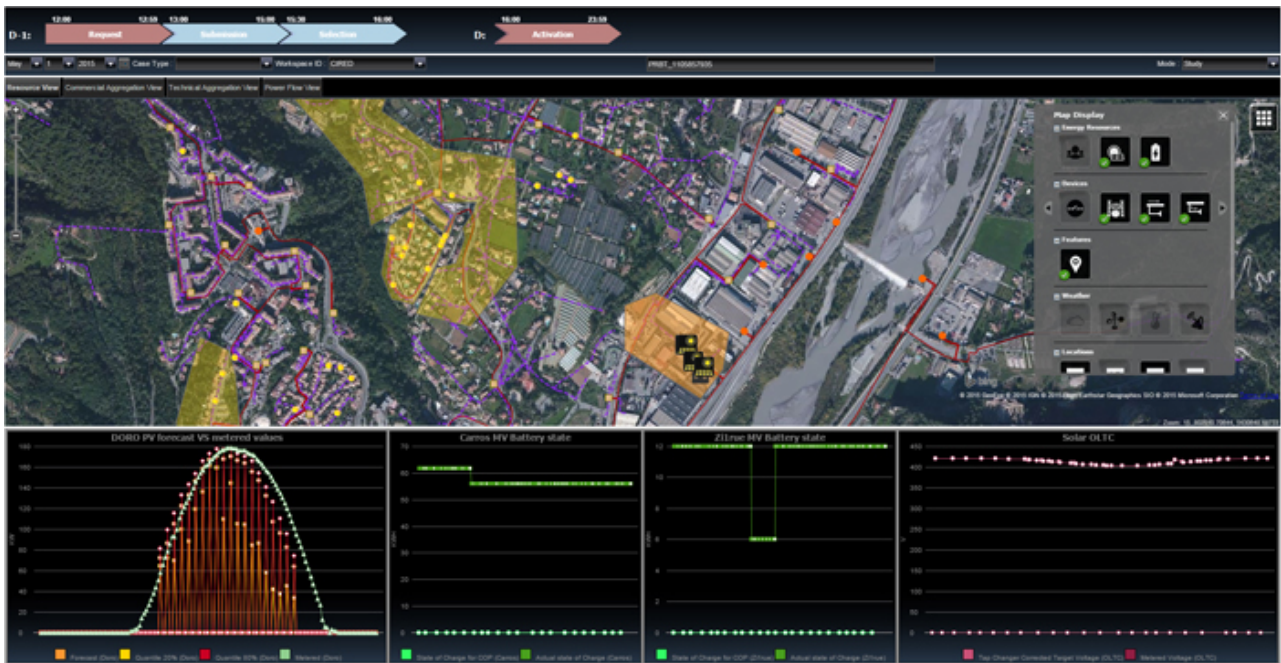 12:00 12:59 13:00 15:00 15:30 16:00 16:00 23:59
D-1: Request Submission Selection D: Activation
May 1 2015 Case Type Workspace ID CIRED PRBT_1105857605 Mode Study
Resource View Commercial Aggregation View Technical Aggregation View Power Flow View
Map Display
Energy Resources
Devices
Features
Weather
Locations
DORO PV forecast VS metered values
180
160
140
120
100
80
60
40
20
0
kW
Forecast (Doro) Quantile 20% (Doro) Quantile 80% (Doro) Metered (Doro)
Carros MV Battery state
70
60
50
40
30
20
10
0
kWh
State of Charge for DOP (Carros) Actual state of Charge (Carros)
Zi1rue MV Battery state
12
10
8
6
4
2
0
kWh
State of Charge for DOP (Zi1rue) Actual state of Charge (Zi1rue)
Solar OLTC
450
400
350
300
250
200
150
100
50
0
V
Tap Changer Corrected Target Voltage (OLTC) Metered Voltage (OLTC)